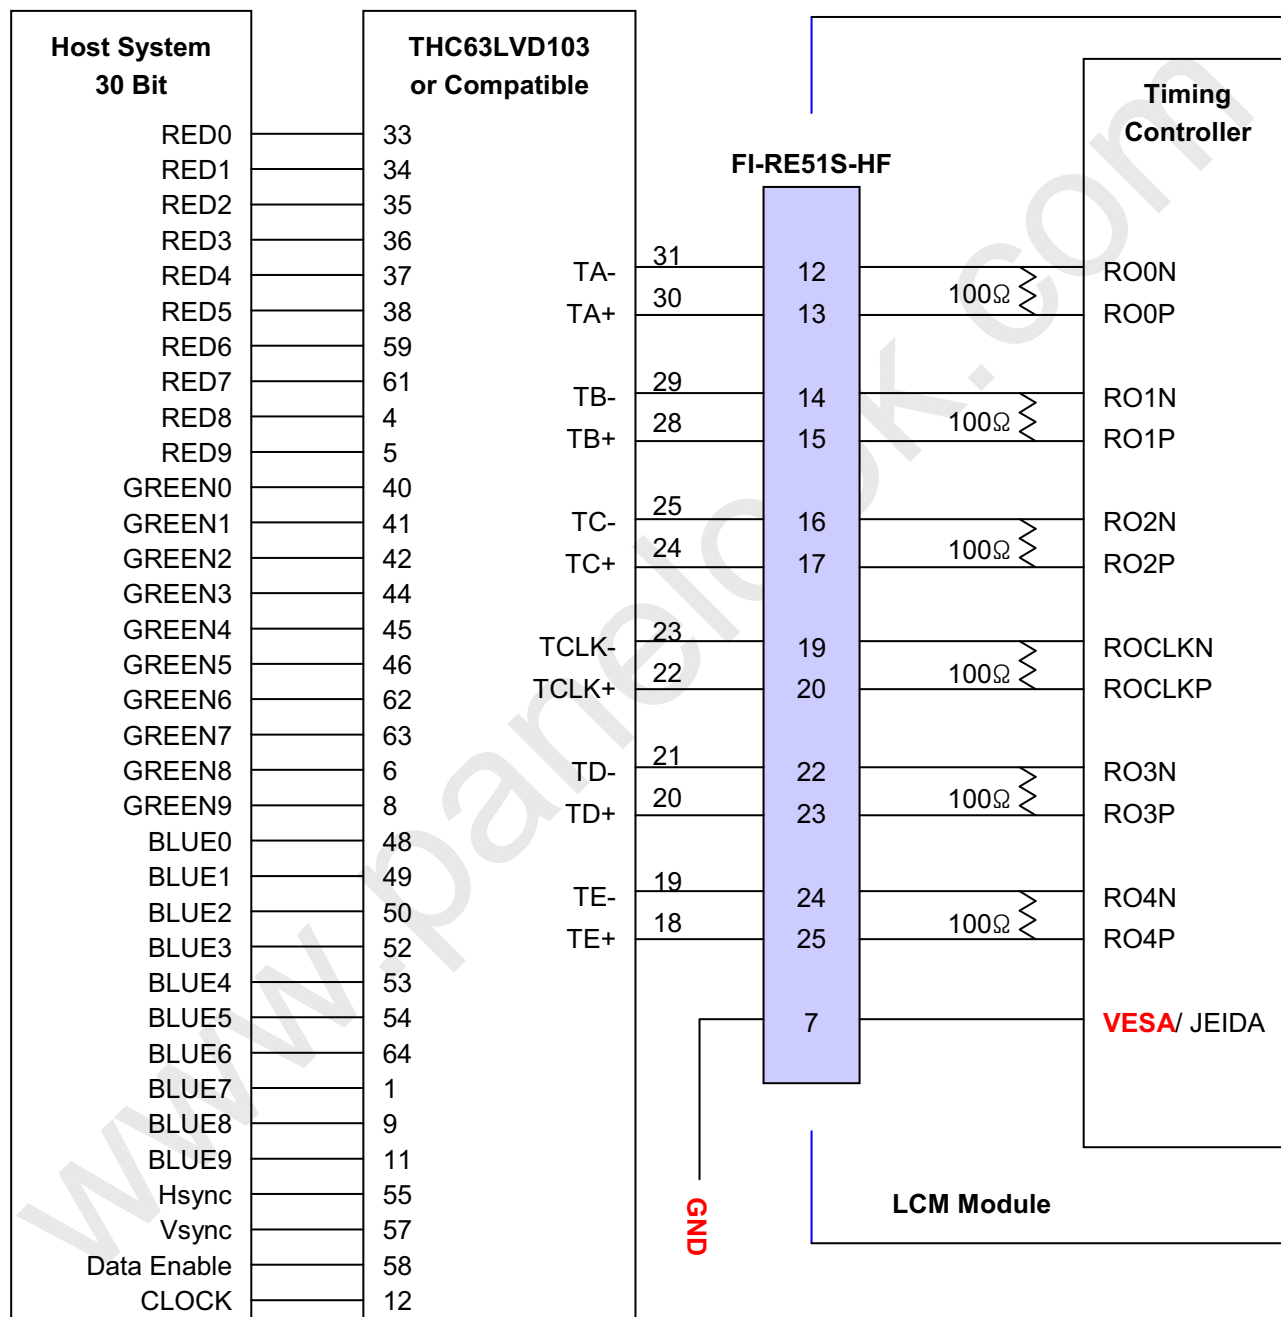 Host System
30 Bit
RED0 33
RED1 34
RED2 35
RED3 36
RED4 37
RED5 38
RED6 59
RED7 61
RED8 4
RED9 5
GREEN0 40
GREEN1 41
GREEN2 42
GREEN3 44
GREEN4 45
GREEN5 46
GREEN6 62
GREEN7 63
GREEN8 6
GREEN9 8
BLUE0 48
BLUE1 49
BLUE2 50
BLUE3 52
BLUE4 53
BLUE5 54
BLUE6 64
BLUE7 1
BLUE8 9
BLUE9 11
Hsync 55
Vsync 57
Data Enable 58
CLOCK 12
THC63LVD103
or Compatible
FI-RE51S-HF
Timing
Controller
TA- 31 12 RO0N
100Ω
TA+ 30 13 RO0P
TB- 29 14 RO1N
100Ω
TB+ 28 15 RO1P
TC- 25 16 RO2N
100Ω
TC+ 24 17 RO2P
TCLK- 23 19 ROCLKN
100Ω
TCLK+ 22 20 ROCLKP
TD- 21 22 RO3N
100Ω
TD+ 20 23 RO3P
TE- 19 24 RO4N
100Ω
TE+ 18 25 RO4P
7 VESA/ JEIDA
GND
LCM Module
www.panelook.com